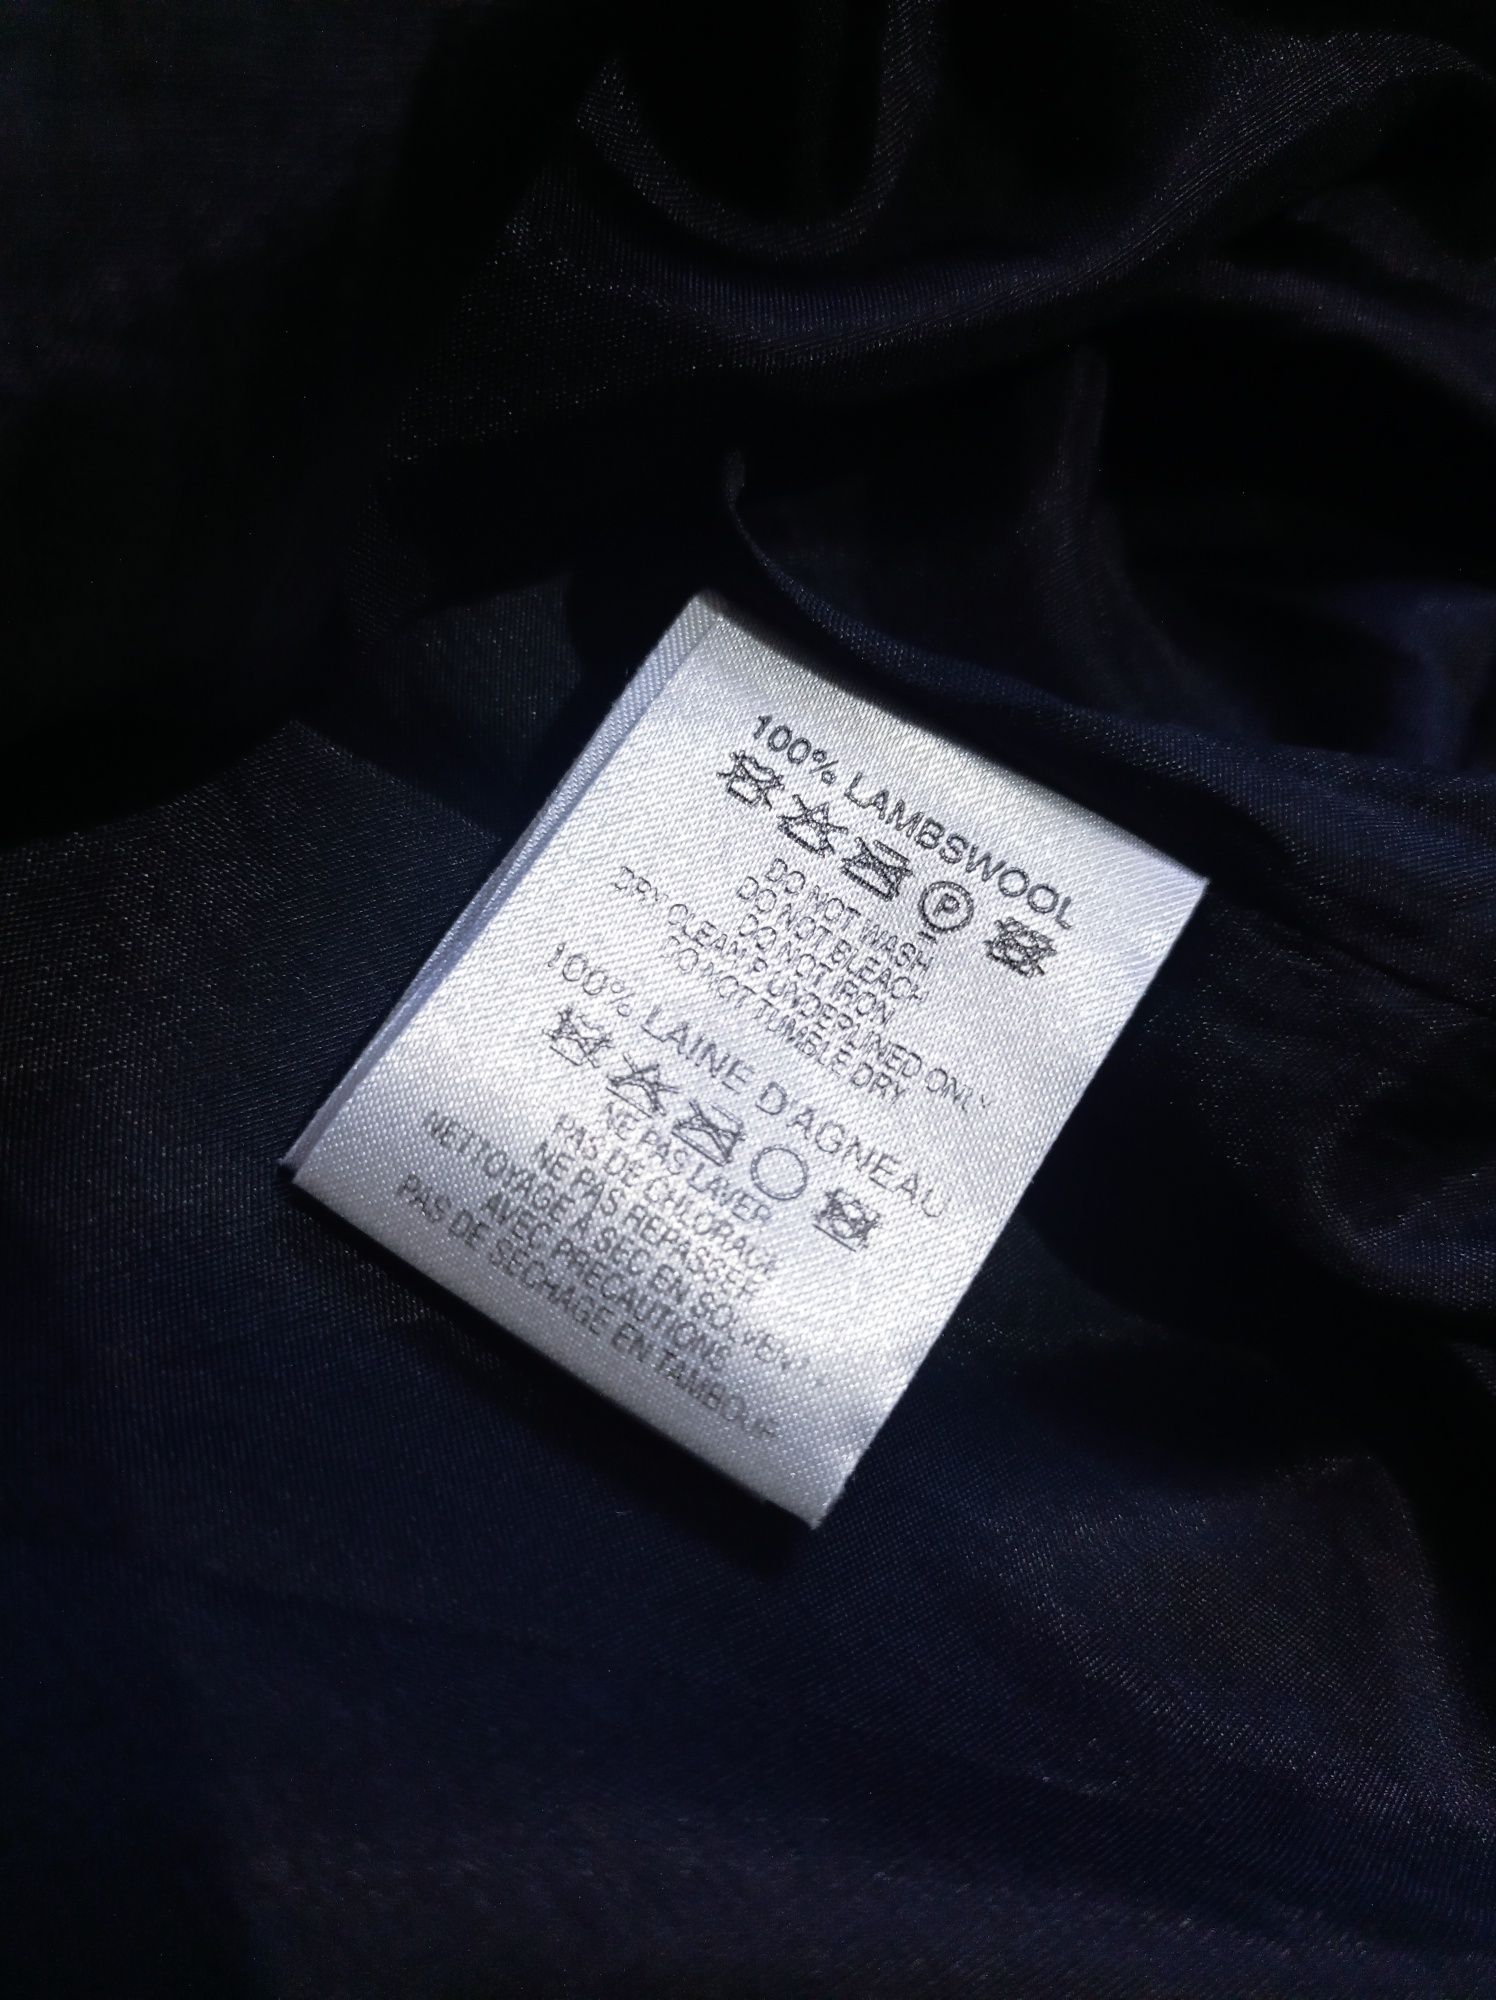 100% LAMBSWOOL
P
DO NOT WASH
DO NOT BLEACH
DO NOT IRON
DRY CLEAN P UNDERLINED ONLY
DO NOT TUMBLE DRY
100% LAINE D'AGNEAU
NE PAS LAVER
PAS DE CHLORAGE
NE PAS REPASSER
NETTOYAGE À SEC EN SOLVENT
AVEC PRECAUTIONS
PAS DE SECHAGE EN TAMBOUR